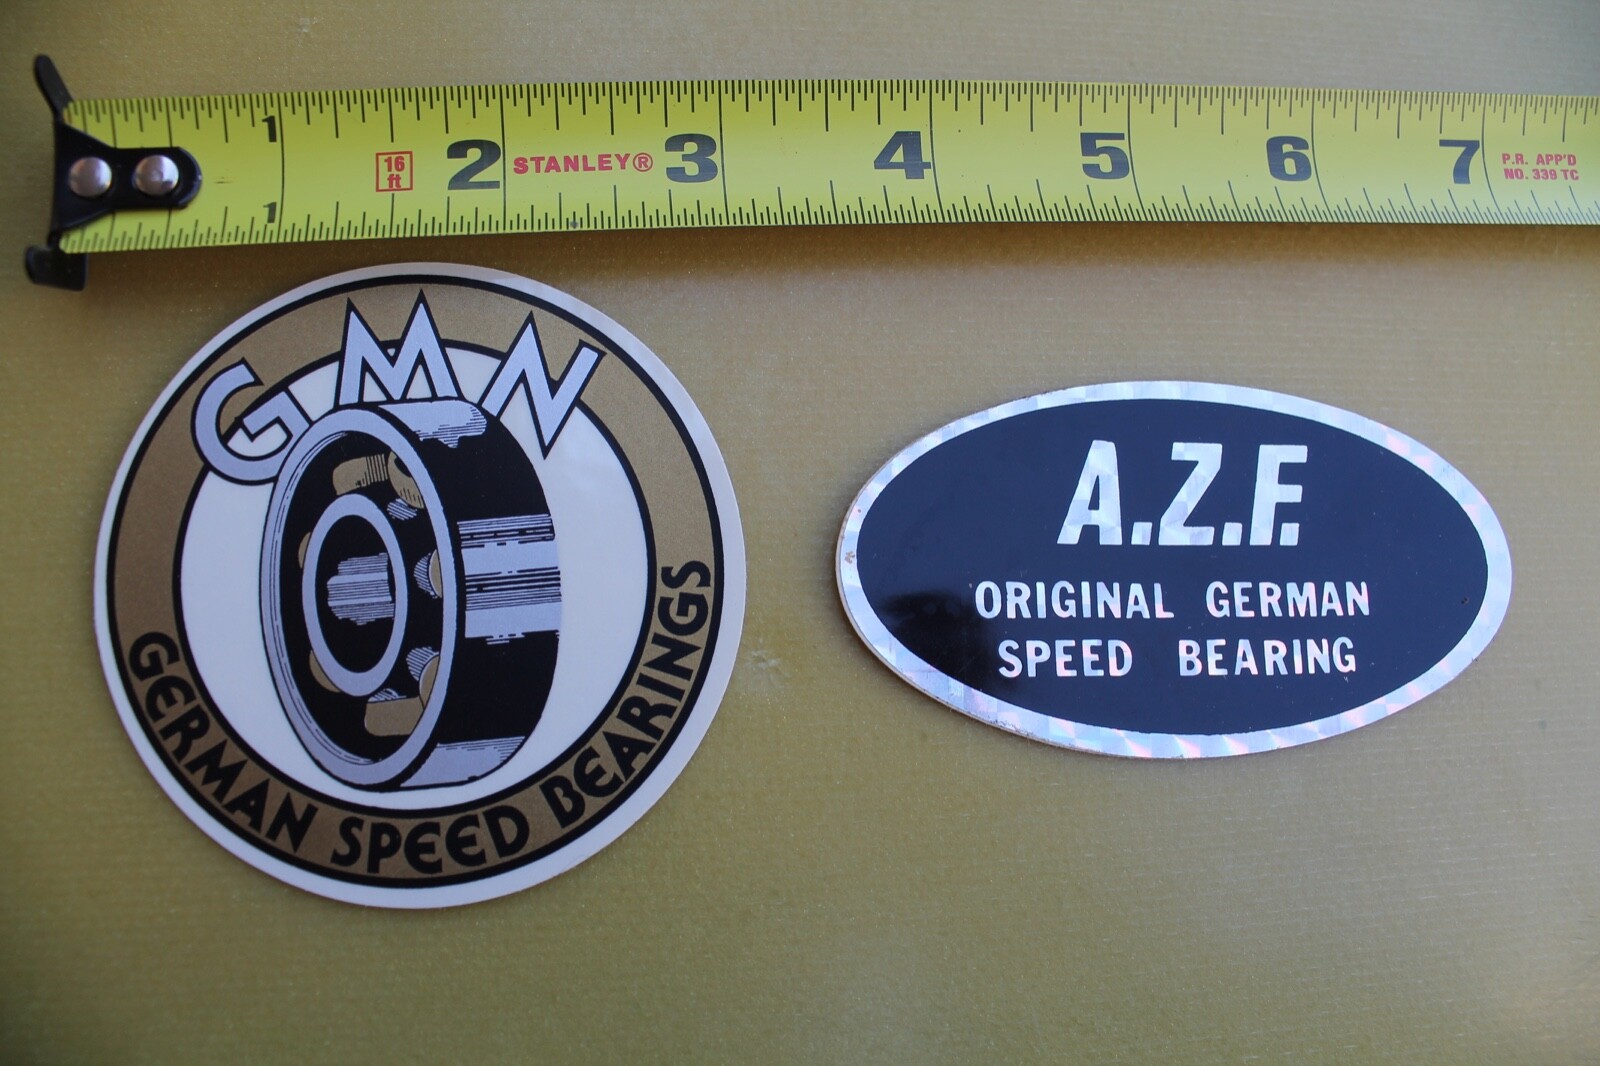 1 2 3 4 5 6 7
16
ft
STANLEY®
P.R. APP'D
NO. 339 TC
1
GMN
GERMAN SPEED BEARINGS
A.Z.F.
ORIGINAL GERMAN
SPEED BEARING